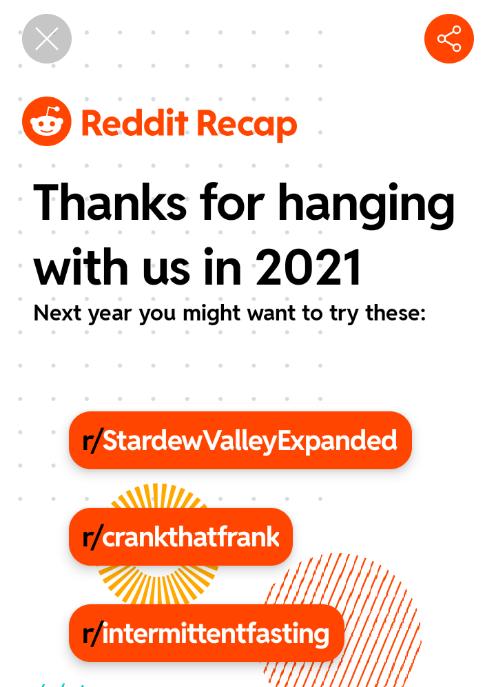 Reddit Recap
Thanks for hanging
with us in 2021
Next year you might want to try these:
r/StardewValleyExpanded
r/crankthatfrank
r/intermittentfasting